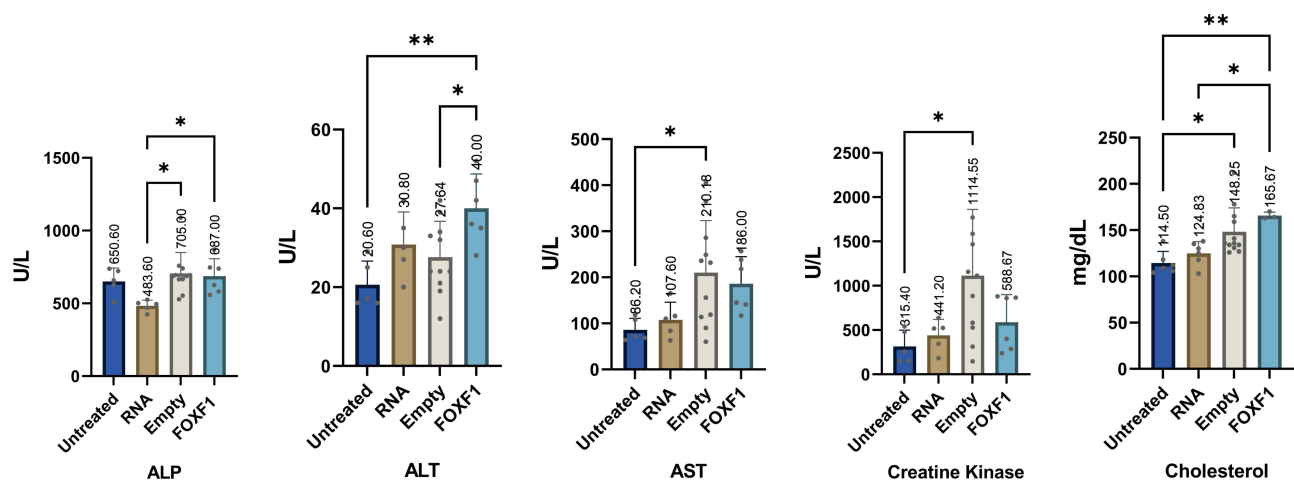 U/L
1500
1000
500
0
650.60
483.60
705.00
687.00
*
*
Untreated
RNA
Empty
FOXF1
ALP
U/L
60
40
20
0
20.60
30.80
27.64
40.00
**
*
Untreated
RNA
Empty
FOXF1
ALT
U/L
500
400
300
200
100
0
86.20
107.60
210.18
186.00
*
Untreated
RNA
Empty
FOXF1
AST
U/L
2500
2000
1500
1000
500
0
315.40
441.20
1114.55
588.67
*
Untreated
RNA
Empty
FOXF1
Creatine Kinase
mg/dL
250
200
150
100
50
0
114.50
124.83
148.25
165.67
**
*
*
Untreated
RNA
Empty
FOXF1
Cholesterol